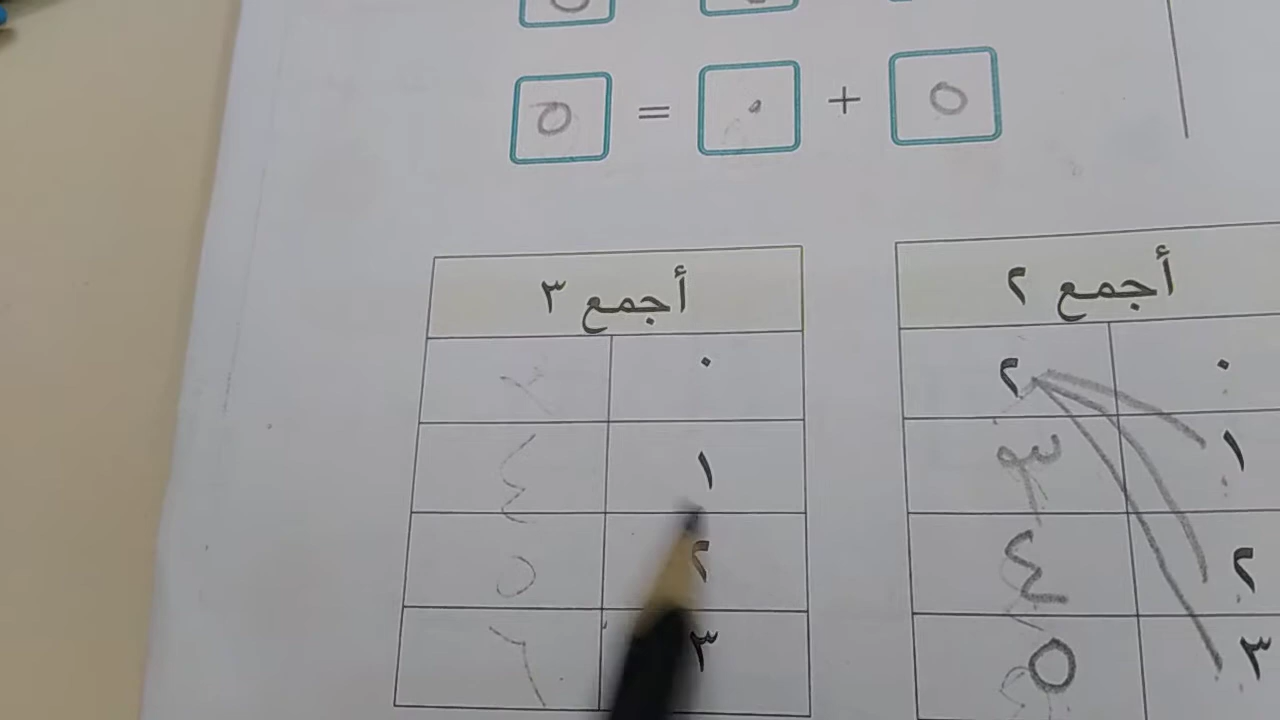 ٥ + ٠ = ٥
أجمع ٢
٠ ٢
١ ٣
٢ ٤
٣ ٥
أجمع ٣
٠ ٣
١ ٤
٢ ٥
٣ ٦